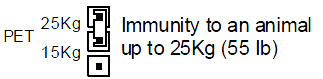 25Kg
PET
15Kg
Immunity to an animal
up to 25Kg (55 lb)